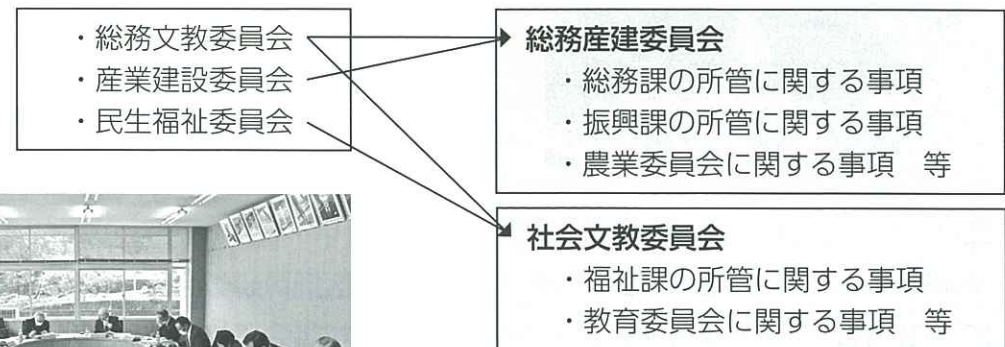 ・総務文教委員会
・産業建設委員会
・民生福祉委員会
総務産建委員会
・総務課の所管に関する事項
・振興課の所管に関する事項
・農業委員会に関する事項　等
社会文教委員会
・福祉課の所管に関する事項
・教育委員会に関する事項　等